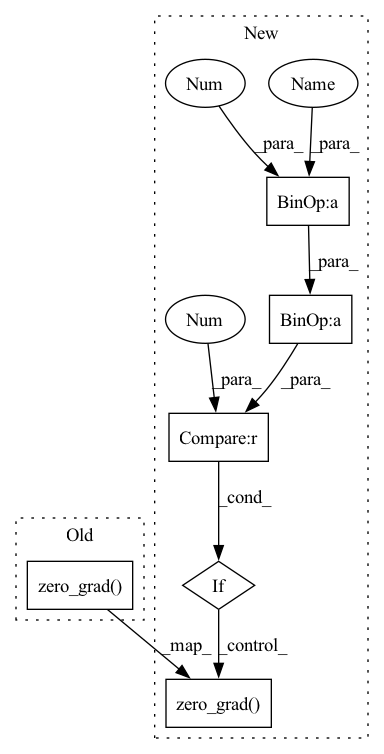 New
Num
Name
_para_
_para_
BinOp:a
_para_
Num
BinOp:a
_para_
_para_
Compare:r
_cond_
Old
zero_grad()
If
_map_
_control_
zero_grad()